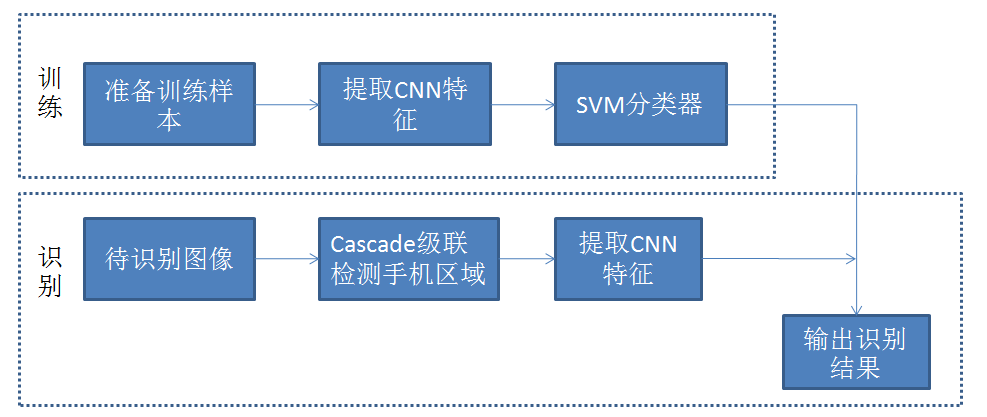 训
练
准备训练样
本
提取CNN特
征
SVM分类器
识
别
待识别图像
Cascade级联
检测手机区域
提取CNN
特征
输出识别
结果